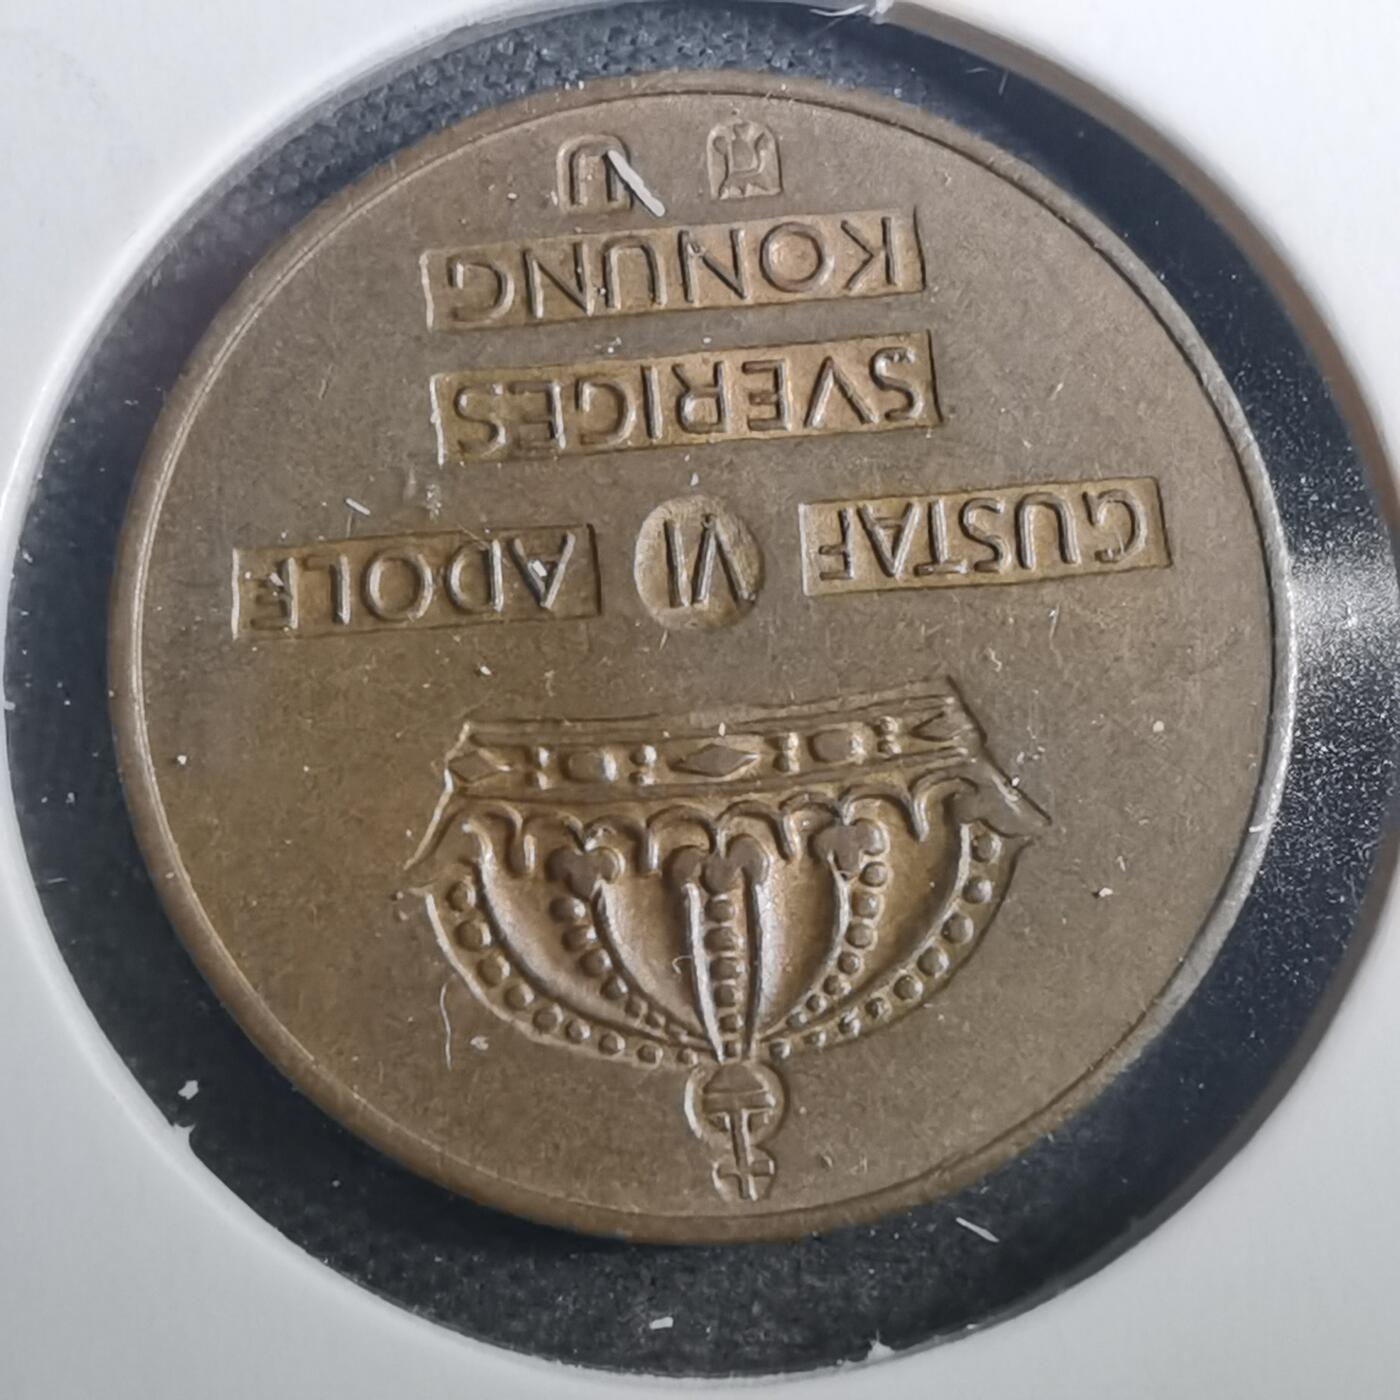 GUSTAF VI ADOLF
SVERIGES
KONUNG
U